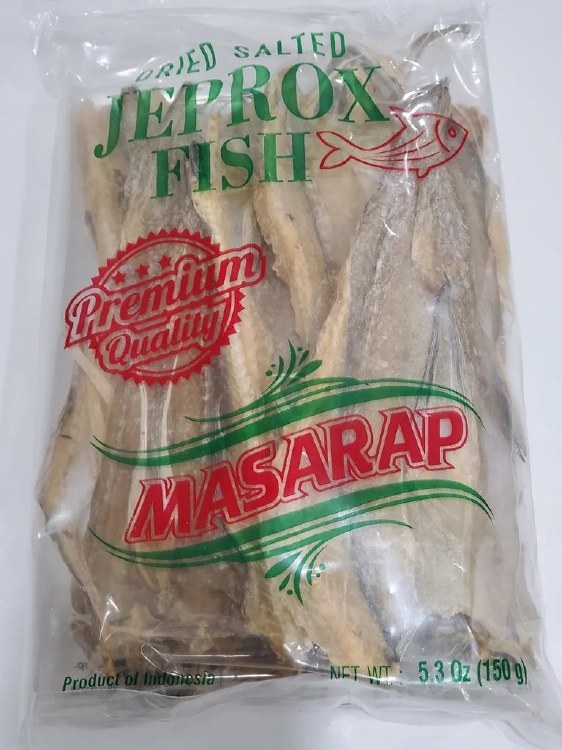 DRIED SALTED
JEPROX
FISH
Premium
Quality
MASARAP
Product of Indonesia
NET WT : 5.3 Oz (150 g)